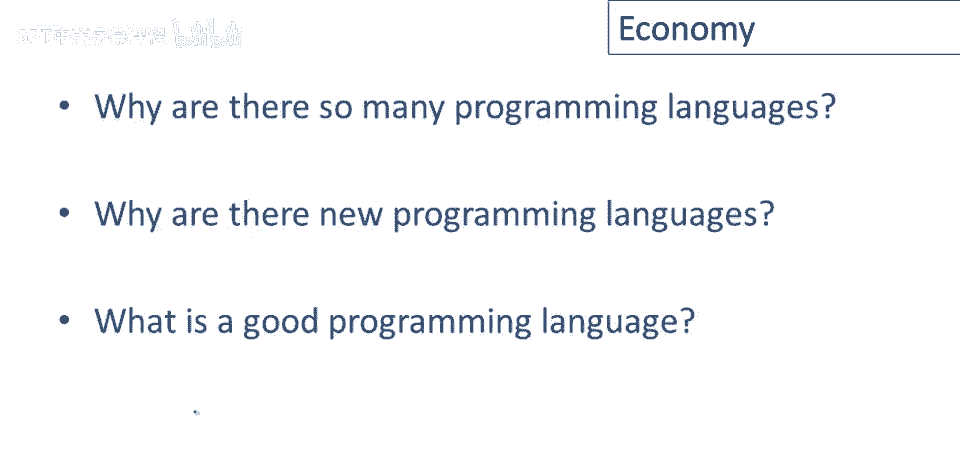 Economy
• Why are there so many programming languages?
• Why are there new programming languages?
• What is a good programming language?